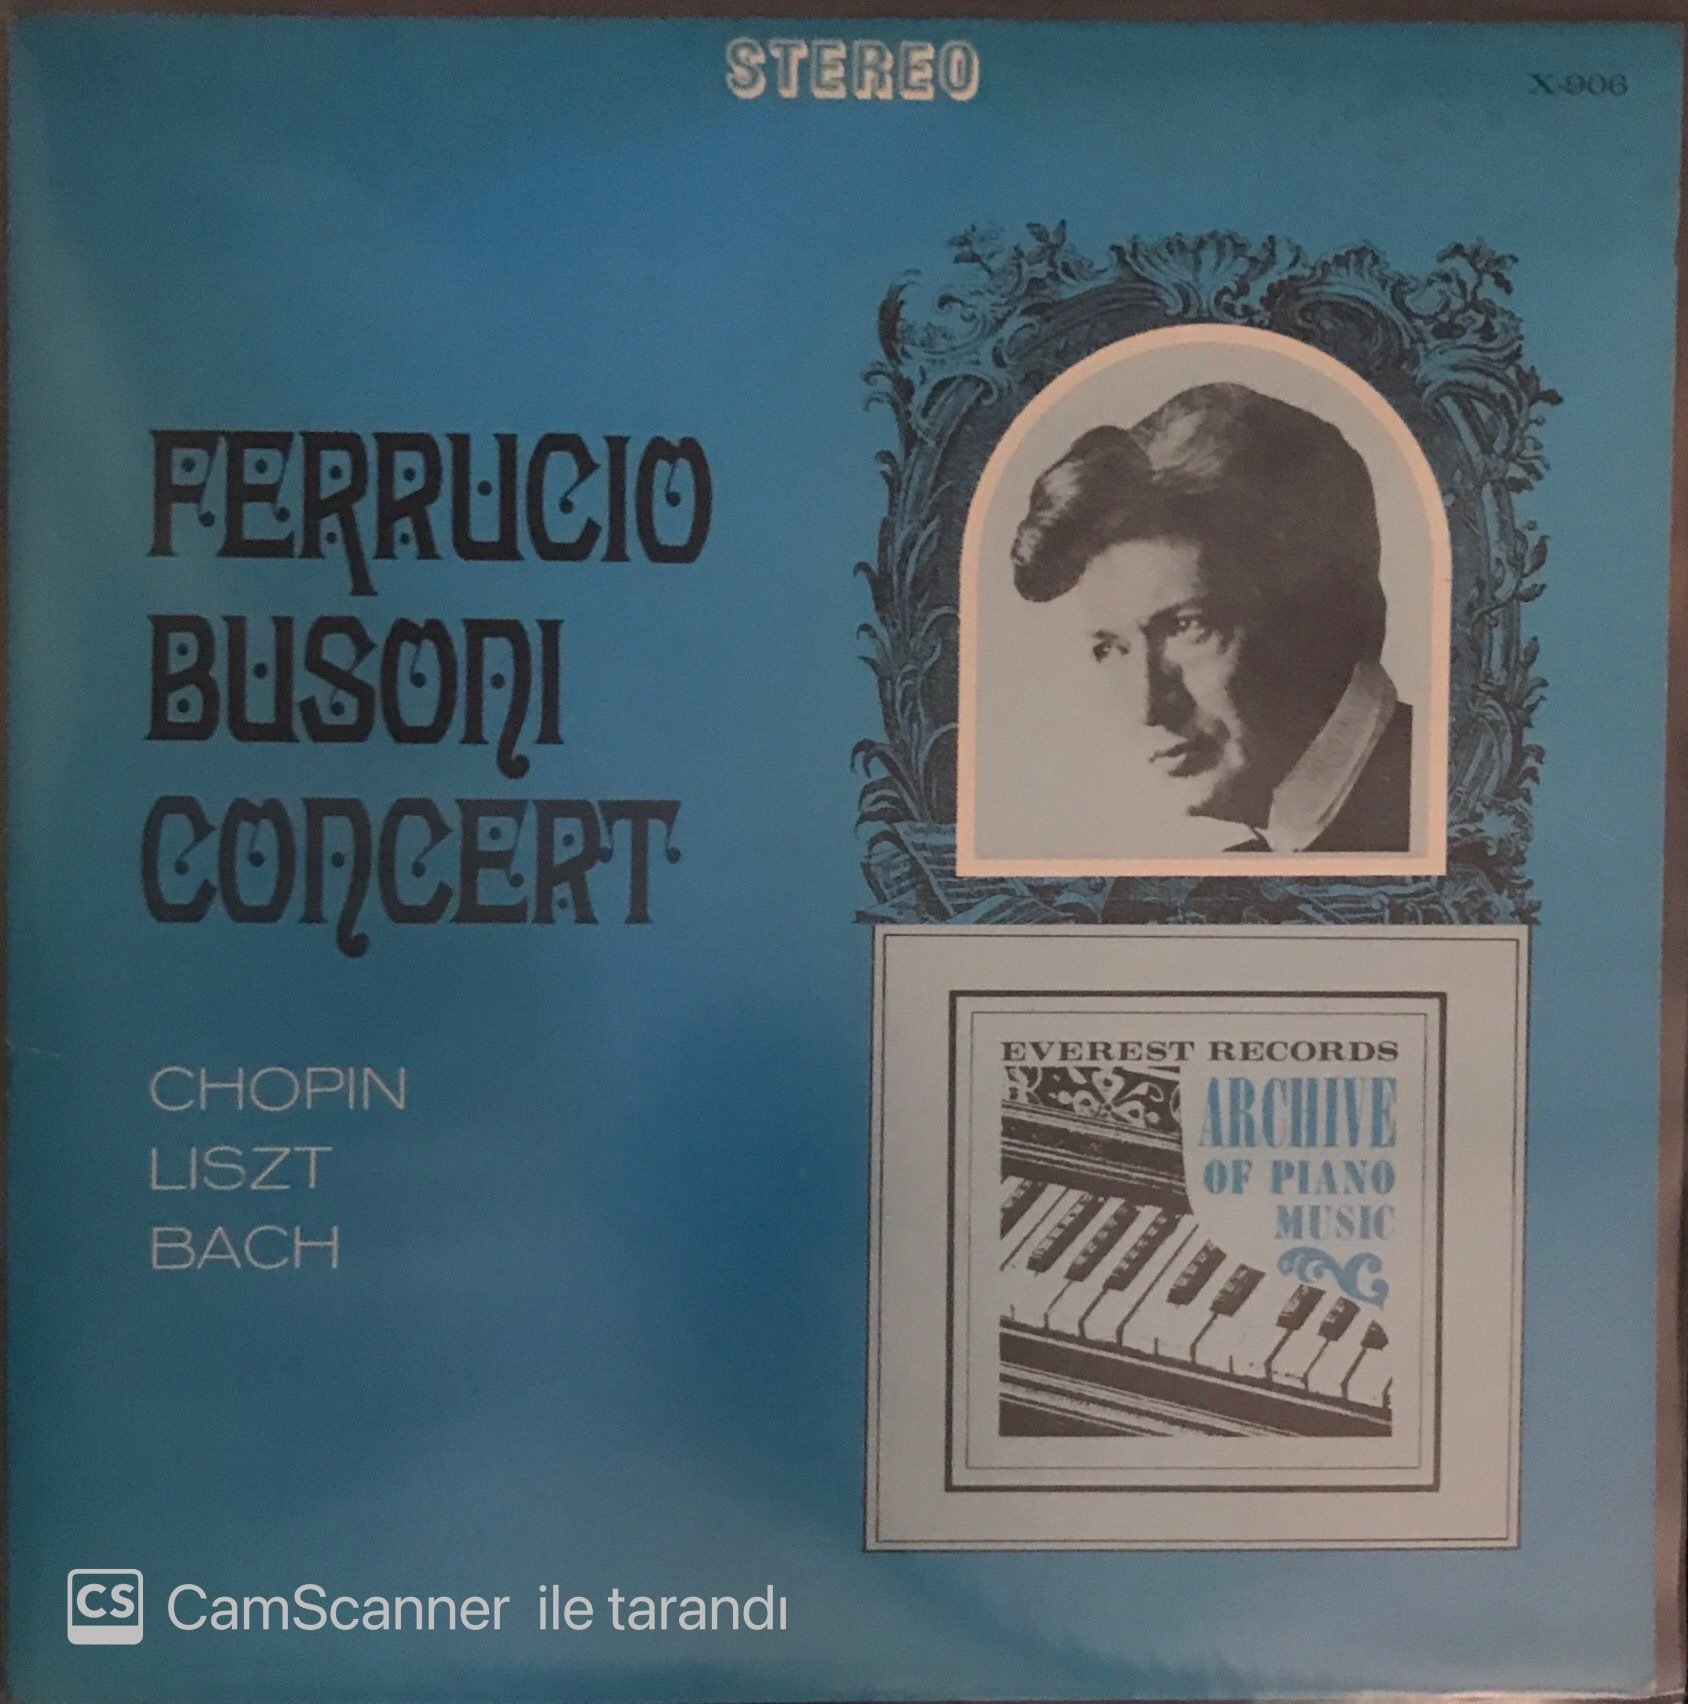 STEREO
X-906
FERRUCIO
BUSONI
CONCERT
CHOPIN
LISZT
BACH
EVEREST RECORDS
ARCHIVE
OF PIANO
MUSIC
CS CamScanner ile tarandı